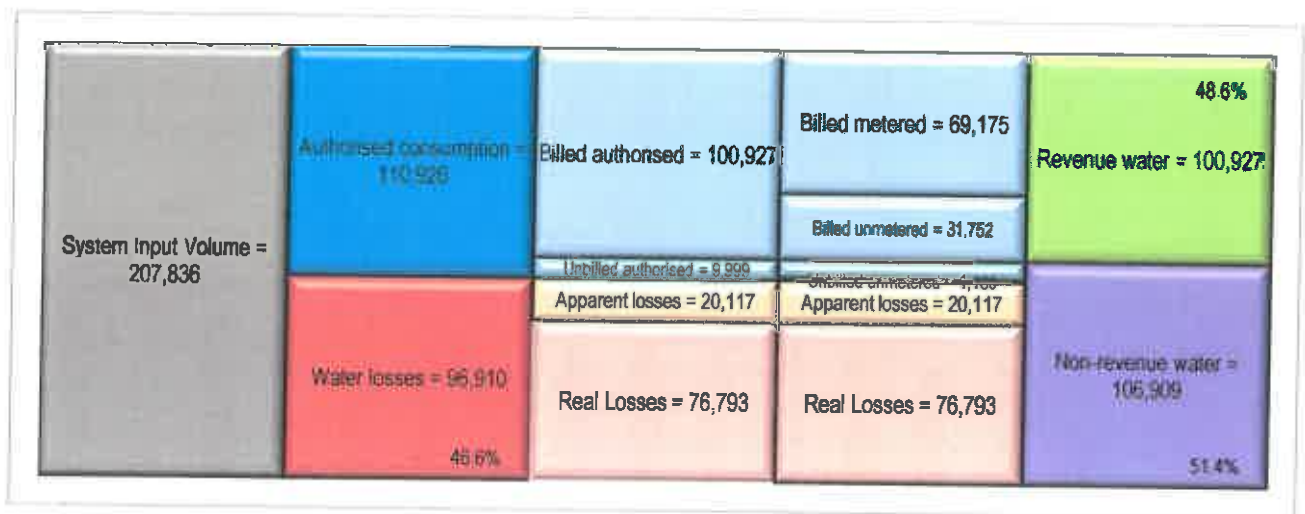 System Input Volume =
207,836
Authorised consumption =
110,926
Water losses = 96,910
46.6%
Billed authorised = 100,927
Unbilled authorised = 9,999
Apparent losses = 20,117
Real Losses = 76,793
Billed metered = 69,175
Billed unmetered = 31,752
Unbilled unmetered =
Apparent losses = 20,117
Real Losses = 76,793
48.6%
Revenue water = 100,927
Non-revenue water =
106,909
51.4%